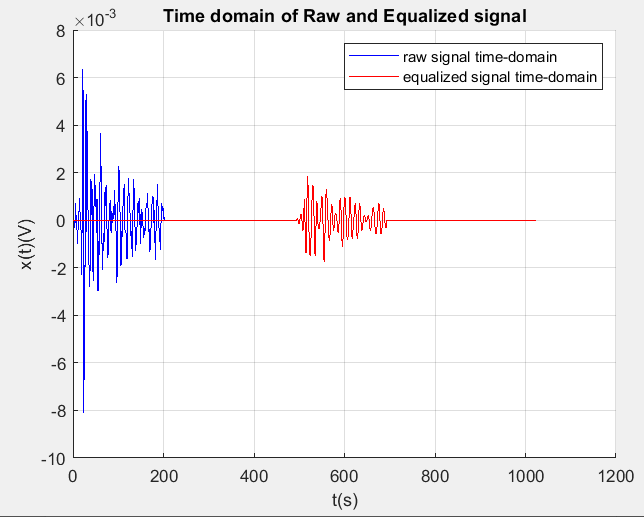 Time domain of Raw and Equalized signal
×10⁻³
8
6
4
2
0
-2
-4
-6
-8
-10
x(t)(V)
raw signal time-domain
equalized signal time-domain
0 200 400 600 800 1000 1200
t(s)